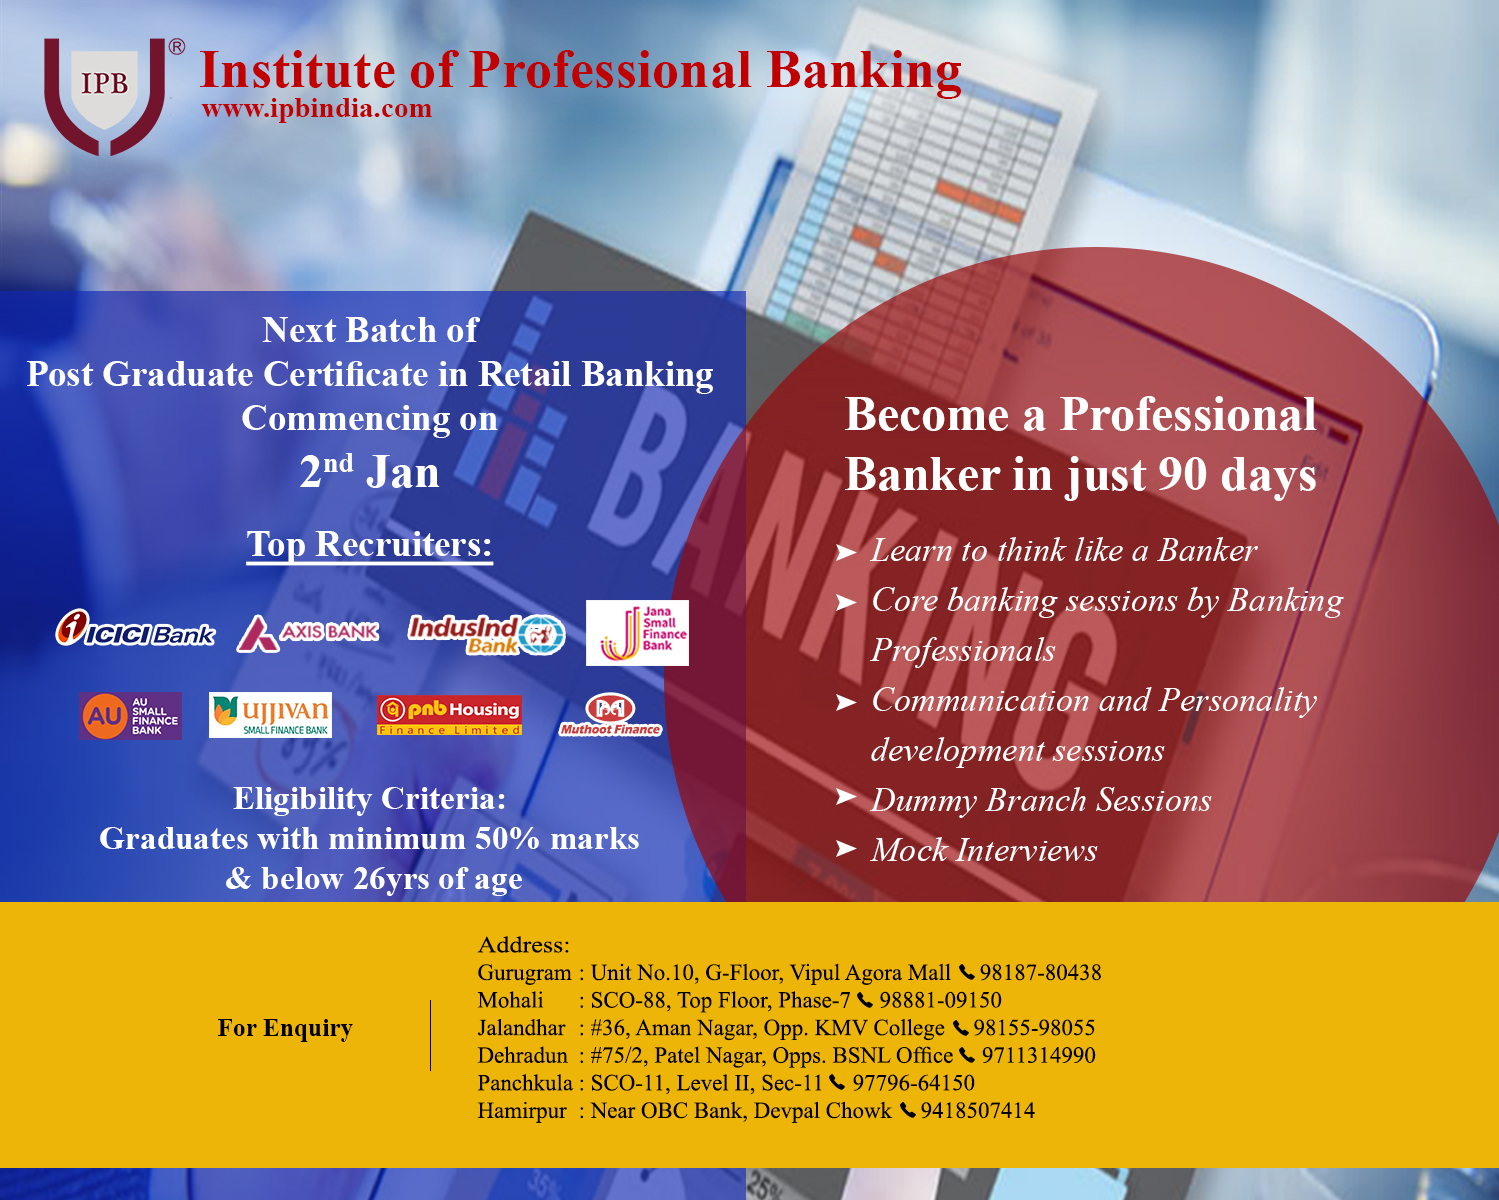 IPB
®
Institute of Professional Banking
www.ipbindia.com
Next Batch of
Post Graduate Certificate in Retail Banking
Commencing on
2nd Jan
Top Recruiters:
i ICICI Bank
AXIS BANK
IndusInd
Bank
Jana
Small
Finance
Bank
AU
AU
SMALL
FINANCE
BANK
UJJIVAN
SMALL FINANCE BANK
pnb Housing
Finance Limited
Muthoot Finance
Eligibility Criteria:
Graduates with minimum 50% marks
& below 26yrs of age
BANKING
Become a Professional
Banker in just 90 days
➤ Learn to think like a Banker
➤ Core banking sessions by Banking
Professionals
➤ Communication and Personality
development sessions
➤ Dummy Branch Sessions
➤ Mock Interviews
For Enquiry
Address:
Gurugram : Unit No.10, G-Floor, Vipul Agora Mall 98187-80438
Mohali : SCO-88, Top Floor, Phase-7 98881-09150
Jalandhar : #36, Aman Nagar, Opp. KMV College 98155-98055
Dehradun : #75/2, Patel Nagar, Opps. BSNL Office 9711314990
Panchkula : SCO-11, Level II, Sec-11 97796-64150
Hamirpur : Near OBC Bank, Devpal Chowk 9418507414
35%
25%